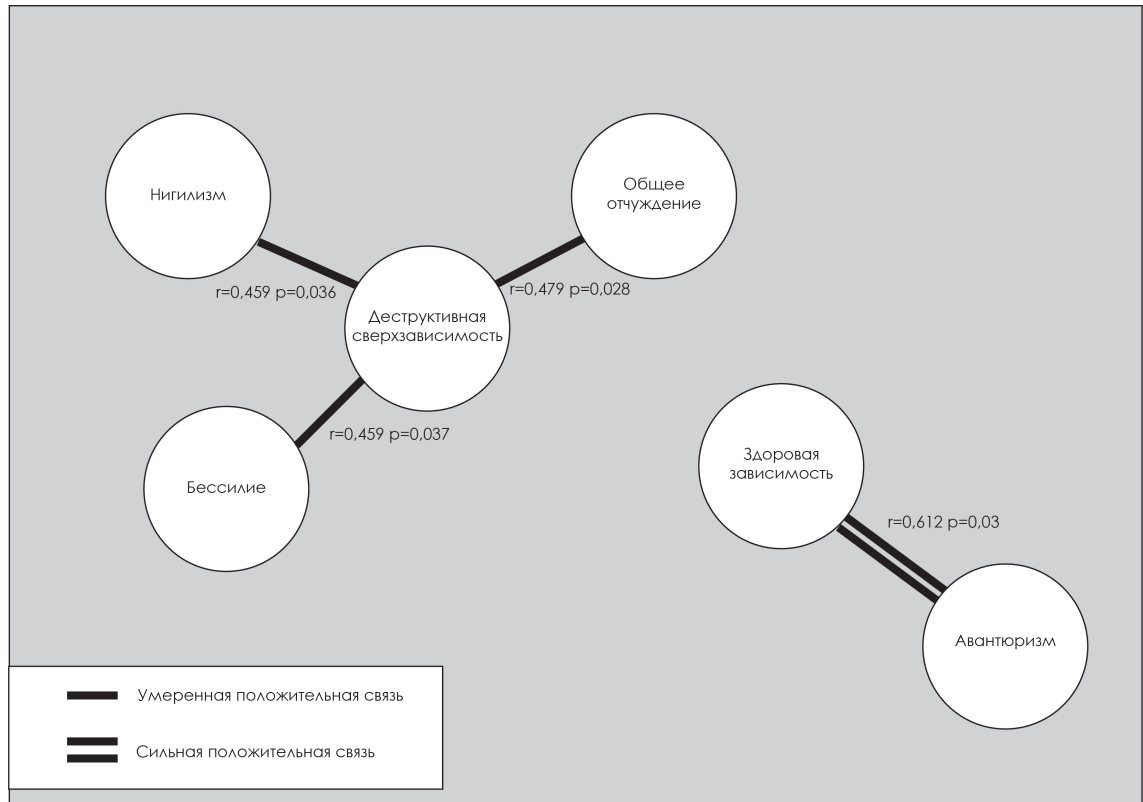 Нигилизм
Общее
отчуждение
r=0,459 p=0,036
r=0,479 p=0,028
Деструктивная
сверхзависимость
r=0,459 p=0,037
Бессилие
Здоровая
зависимость
r=0,612 p=0,03
Авантюризм
Умеренная положительная связь
Сильная положительная связь